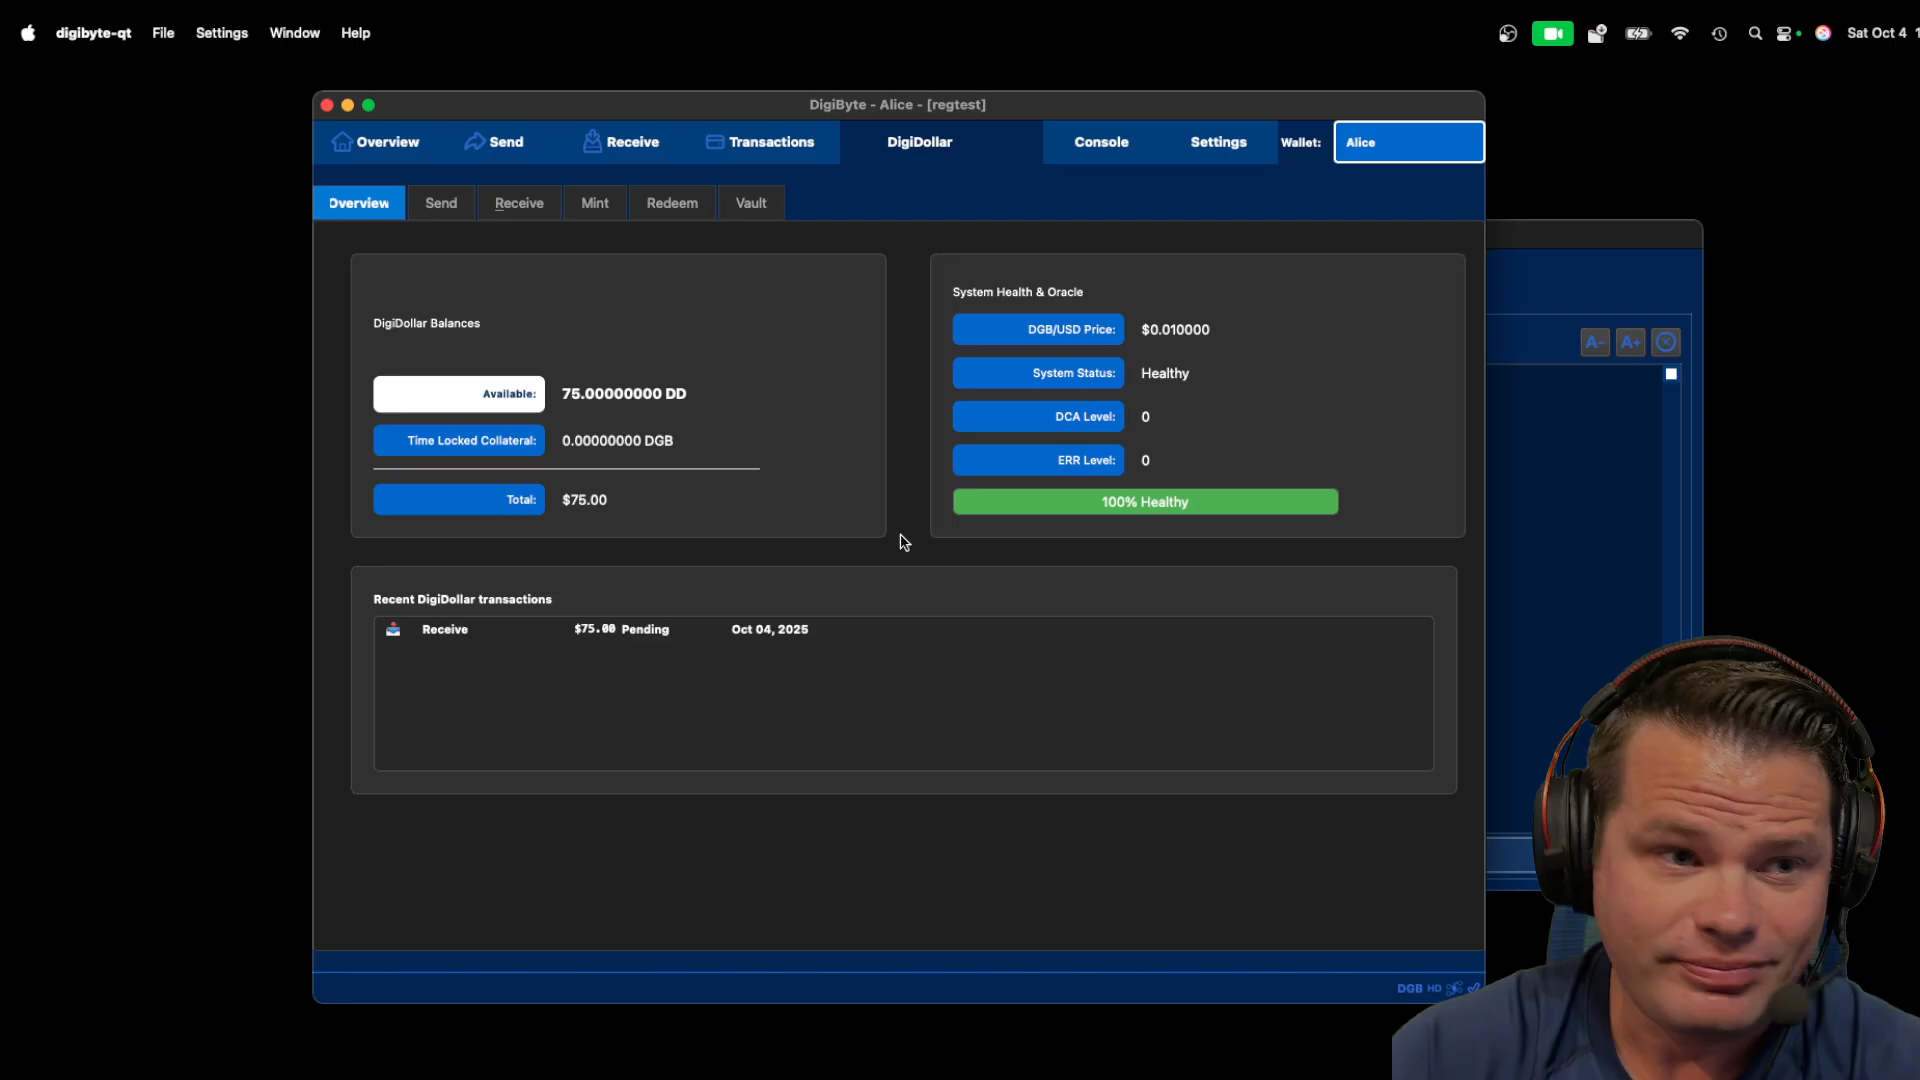 digibyte-qt File Settings Window Help Sat Oct 4 1
DigiByte - Alice - [regtest]
Overview Send Receive Transactions DigiDollar Console Settings Wallet: Alice
Overview Send Receive Mint Redeem Vault
DigiDollar Balances
Available: 75.00000000 DD
Time Locked Collateral: 0.00000000 DGB
Total: $75.00
System Health & Oracle
DGB/USD Price: $0.010000
System Status: Healthy
DCA Level: 0
ERR Level: 0
100% Healthy
A- A+
Recent DigiDollar transactions
Receive $75.00 Pending Oct 04, 2025
DGB HD